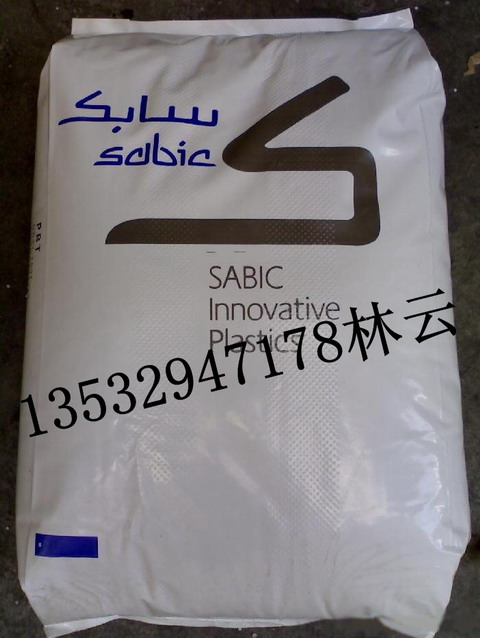 سابك
sabic
SABIC
Innovative
Plastics
13532947178林云